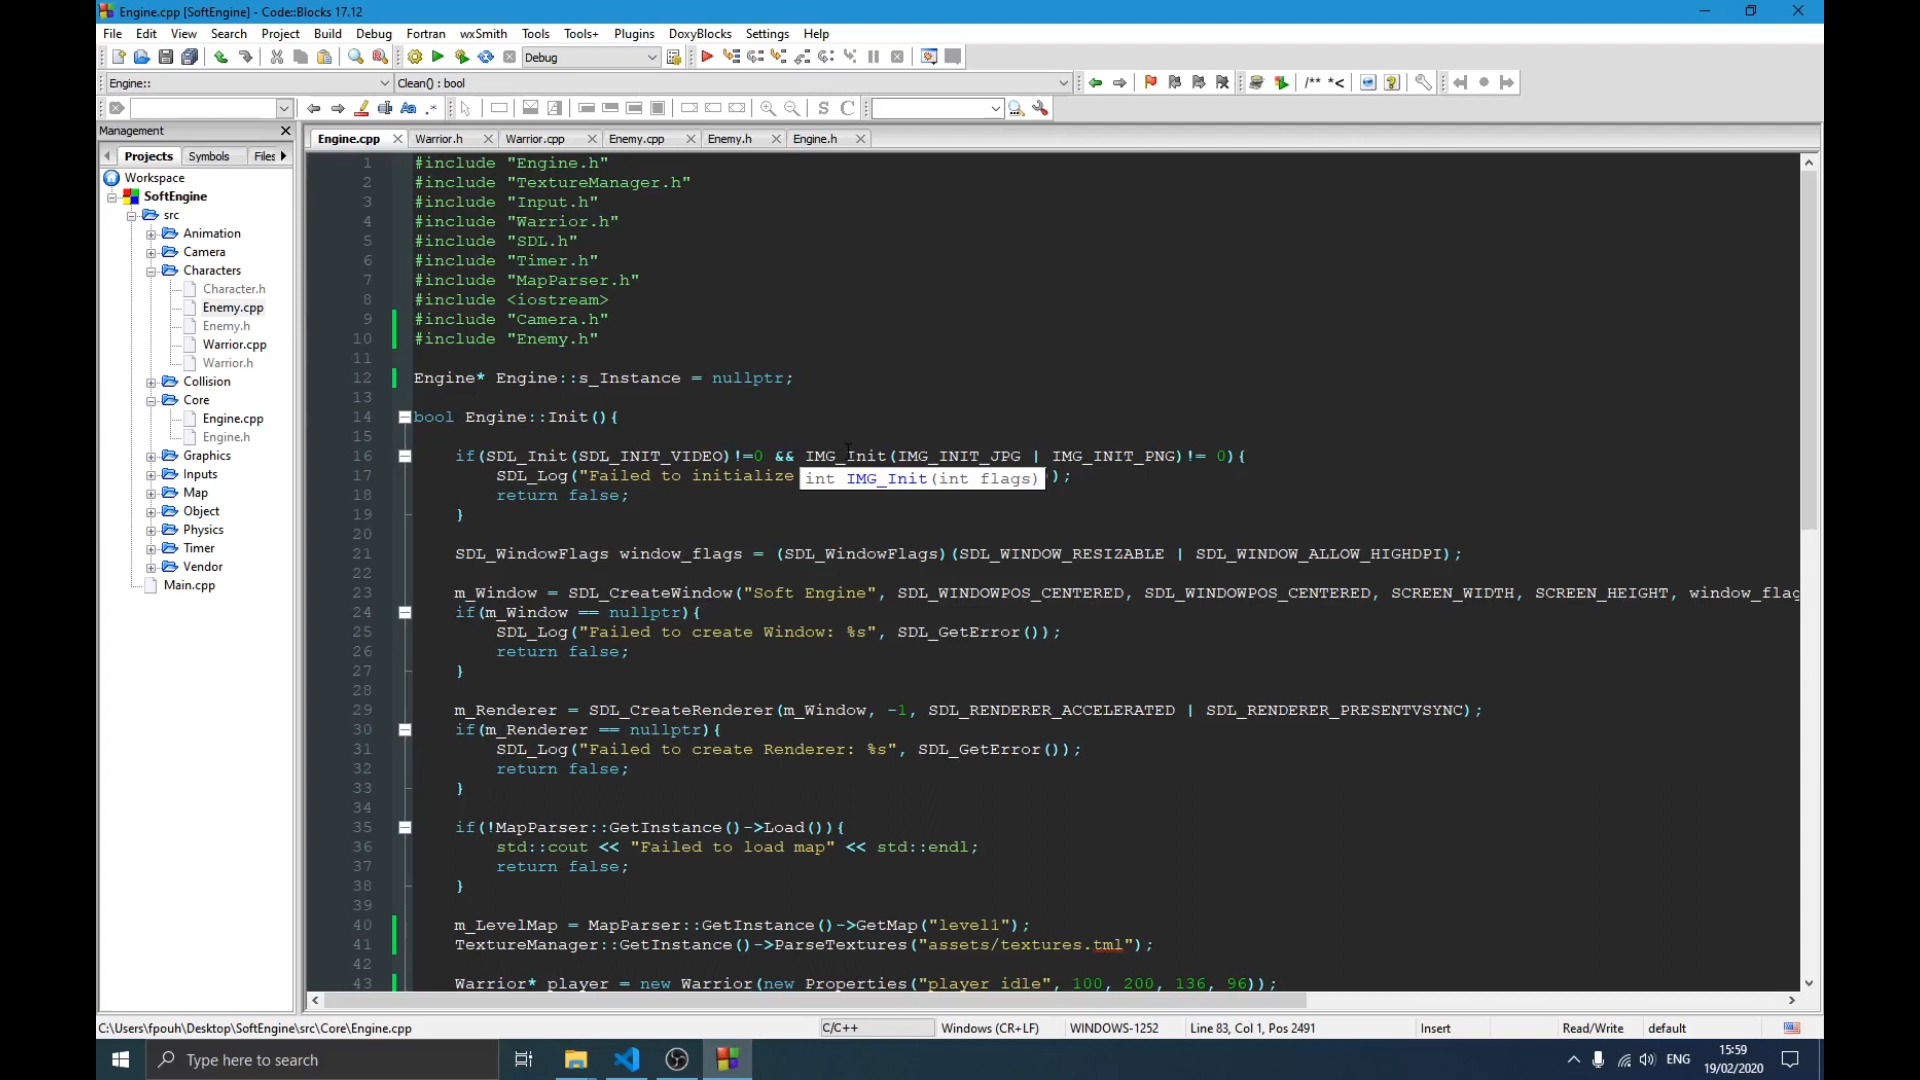 Engine.cpp [SoftEngine] - Code::Blocks 17.12
File Edit View Search Project Build Debug Fortran wxSmith Tools Tools+ Plugins DoxyBlocks Settings Help
Debug
Engine:: Clean() : bool
/** *<
.*
S C
Management
Engine.cpp Warrior.h Warrior.cpp Enemy.cpp Enemy.h Engine.h
Projects Symbols Files
Workspace
SoftEngine
src
Animation
Camera
Characters
Character.h
Enemy.cpp
Enemy.h
Warrior.cpp
Warrior.h
Collision
Core
Engine.cpp
Engine.h
Graphics
Inputs
Map
Object
Physics
Timer
Vendor
Main.cpp
1 #include "Engine.h"
2 #include "TextureManager.h"
3 #include "Input.h"
4 #include "Warrior.h"
5 #include "SDL.h"
6 #include "Timer.h"
7 #include "MapParser.h"
8 #include <iostream>
9 #include "Camera.h"
10 #include "Enemy.h"
11
12 Engine* Engine::s_Instance = nullptr;
13
14 bool Engine::Init(){
15
16 if(SDL_Init(SDL_INIT_VIDEO)!=0 && IMG_Init(IMG_INIT_JPG | IMG_INIT_PNG)!= 0){
17 SDL_Log("Failed to initialize int IMG_Init(int flags) );
18 return false;
19 }
20
21 SDL_WindowFlags window_flags = (SDL_WindowFlags)(SDL_WINDOW_RESIZABLE | SDL_WINDOW_ALLOW_HIGHDPI);
22
23 m_Window = SDL_CreateWindow("Soft Engine", SDL_WINDOWPOS_CENTERED, SDL_WINDOWPOS_CENTERED, SCREEN_WIDTH, SCREEN_HEIGHT, window_flag
24 if(m_Window == nullptr){
25 SDL_Log("Failed to create Window: %s", SDL_GetError());
26 return false;
27 }
28
29 m_Renderer = SDL_CreateRenderer(m_Window, -1, SDL_RENDERER_ACCELERATED | SDL_RENDERER_PRESENTVSYNC);
30 if(m_Renderer == nullptr){
31 SDL_Log("Failed to create Renderer: %s", SDL_GetError());
32 return false;
33 }
34
35 if(!MapParser::GetInstance()->Load()){
36 std::cout << "Failed to load map" << std::endl;
37 return false;
38 }
39
40 m_LevelMap = MapParser::GetInstance()->GetMap("level1");
41 TextureManager::GetInstance()->ParseTextures("assets/textures.tml");
42
43 Warrior* player = new Warrior(new Properties("player_idle", 100, 200, 136, 96));
C:\Users\fpouh\Desktop\SoftEngine\src\Core\Engine.cpp C/C++ Windows (CR+LF) WINDOWS-1252 Line 83, Col 1, Pos 2491 Insert Read/Write default
Type here to search
ENG
15:59
19/02/2020